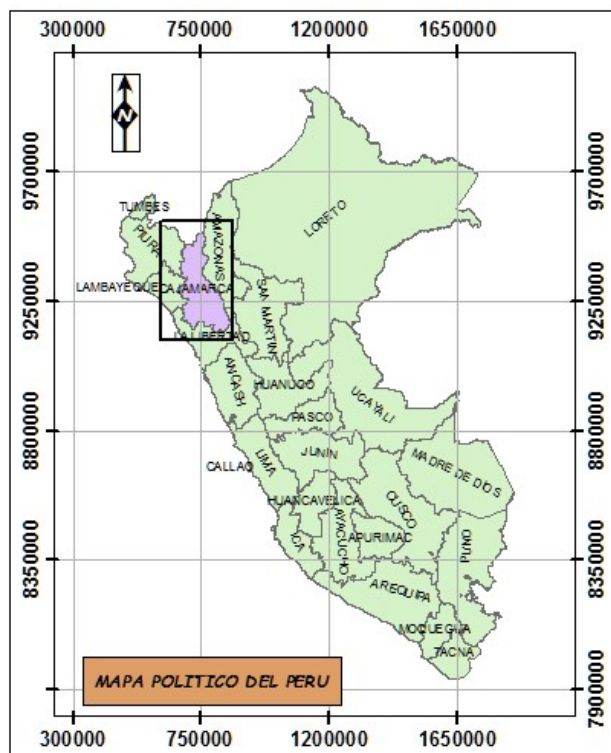 300000 750000 1200000 1650000
N
9700000 9700000
TUMBES
LORETO
PIURA
AMAZONAS
LAMBAYEQUE
CAJAMARCA
9250000 9250000
SAN MARTIN
LA LIBERTAD
ANCASH
HUANUCO
UCAYALI
PASCO
8800000 8800000
JUNIN
MADRE DE DOS
CALLAO
LIMA
HUANCAVELICA
CUSCO
ICA
AYACUCHO
APURIMAC
PUNO
8350000 8350000
AREQUIPA
MOQUEGUA
TACNA
MAPA POLITICO DEL PERU
7900000 7900000
300000 750000 1200000 1650000